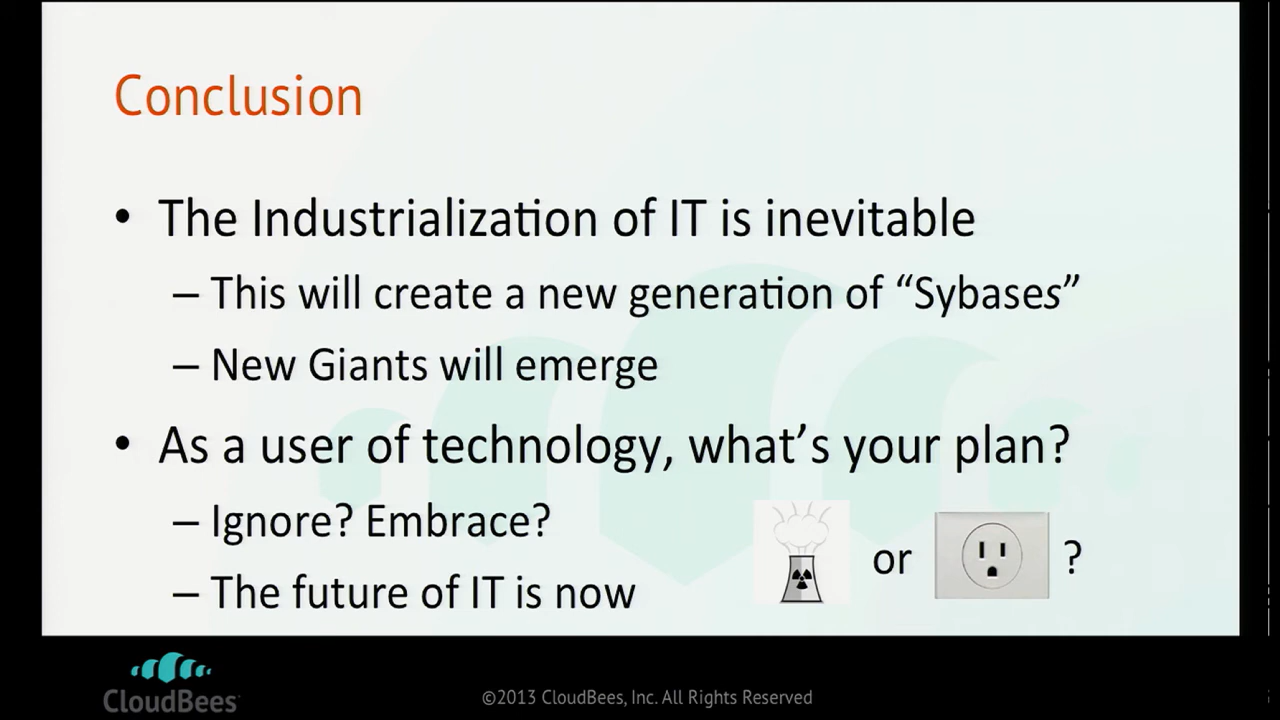 Conclusion
• The Industrialization of IT is inevitable
– This will create a new generation of “Sybases”
– New Giants will emerge
• As a user of technology, what’s your plan?
– Ignore? Embrace?
or ?
– The future of IT is now
CloudBees
©2013 CloudBees, Inc. All Rights Reserved